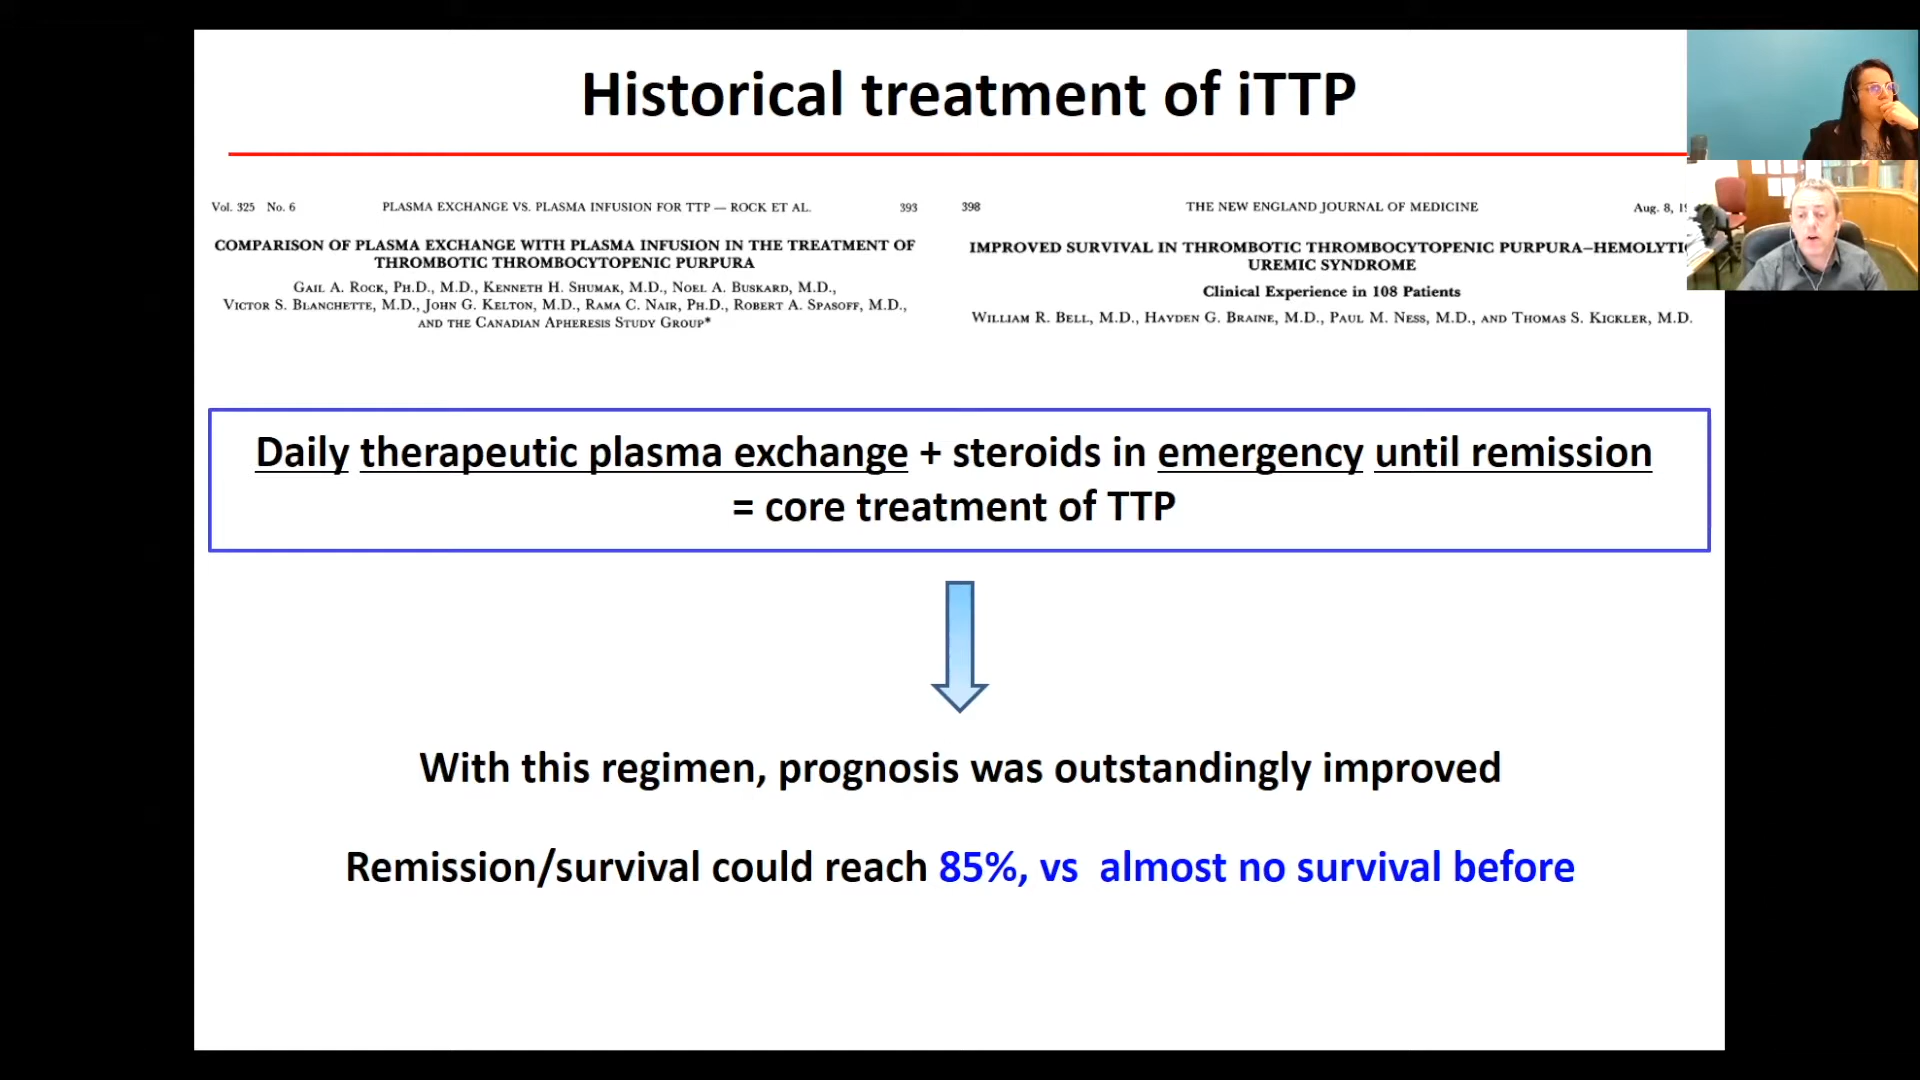 Historical treatment of iTTP
Vol. 325 No. 6 PLASMA EXCHANGE VS. PLASMA INFUSION FOR TTP — ROCK ET AL. 393
COMPARISON OF PLASMA EXCHANGE WITH PLASMA INFUSION IN THE TREATMENT OF
THROMBOTIC THROMBOCYTOPENIC PURPURA
GAIL A. ROCK, PH.D., M.D., KENNETH H. SHUMAK, M.D., NOEL A. BUSKARD, M.D.,
VICTOR S. BLANCHETTE, M.D., JOHN G. KELTON, M.D., RAMA C. NAIR, PH.D., ROBERT A. SPASOFF, M.D.,
AND THE CANADIAN APHERESIS STUDY GROUP*
398 THE NEW ENGLAND JOURNAL OF MEDICINE Aug. 8,
IMPROVED SURVIVAL IN THROMBOTIC THROMBOCYTOPENIC PURPURA–HEMOLYTIC
UREMIC SYNDROME
Clinical Experience in 108 Patients
WILLIAM R. BELL, M.D., HAYDEN G. BRAINE, M.D., PAUL M. NESS, M.D., AND THOMAS S. KICKLER, M.D.
Daily therapeutic plasma exchange + steroids in emergency until remission
= core treatment of TTP
With this regimen, prognosis was outstandingly improved
Remission/survival could reach 85%, vs almost no survival before